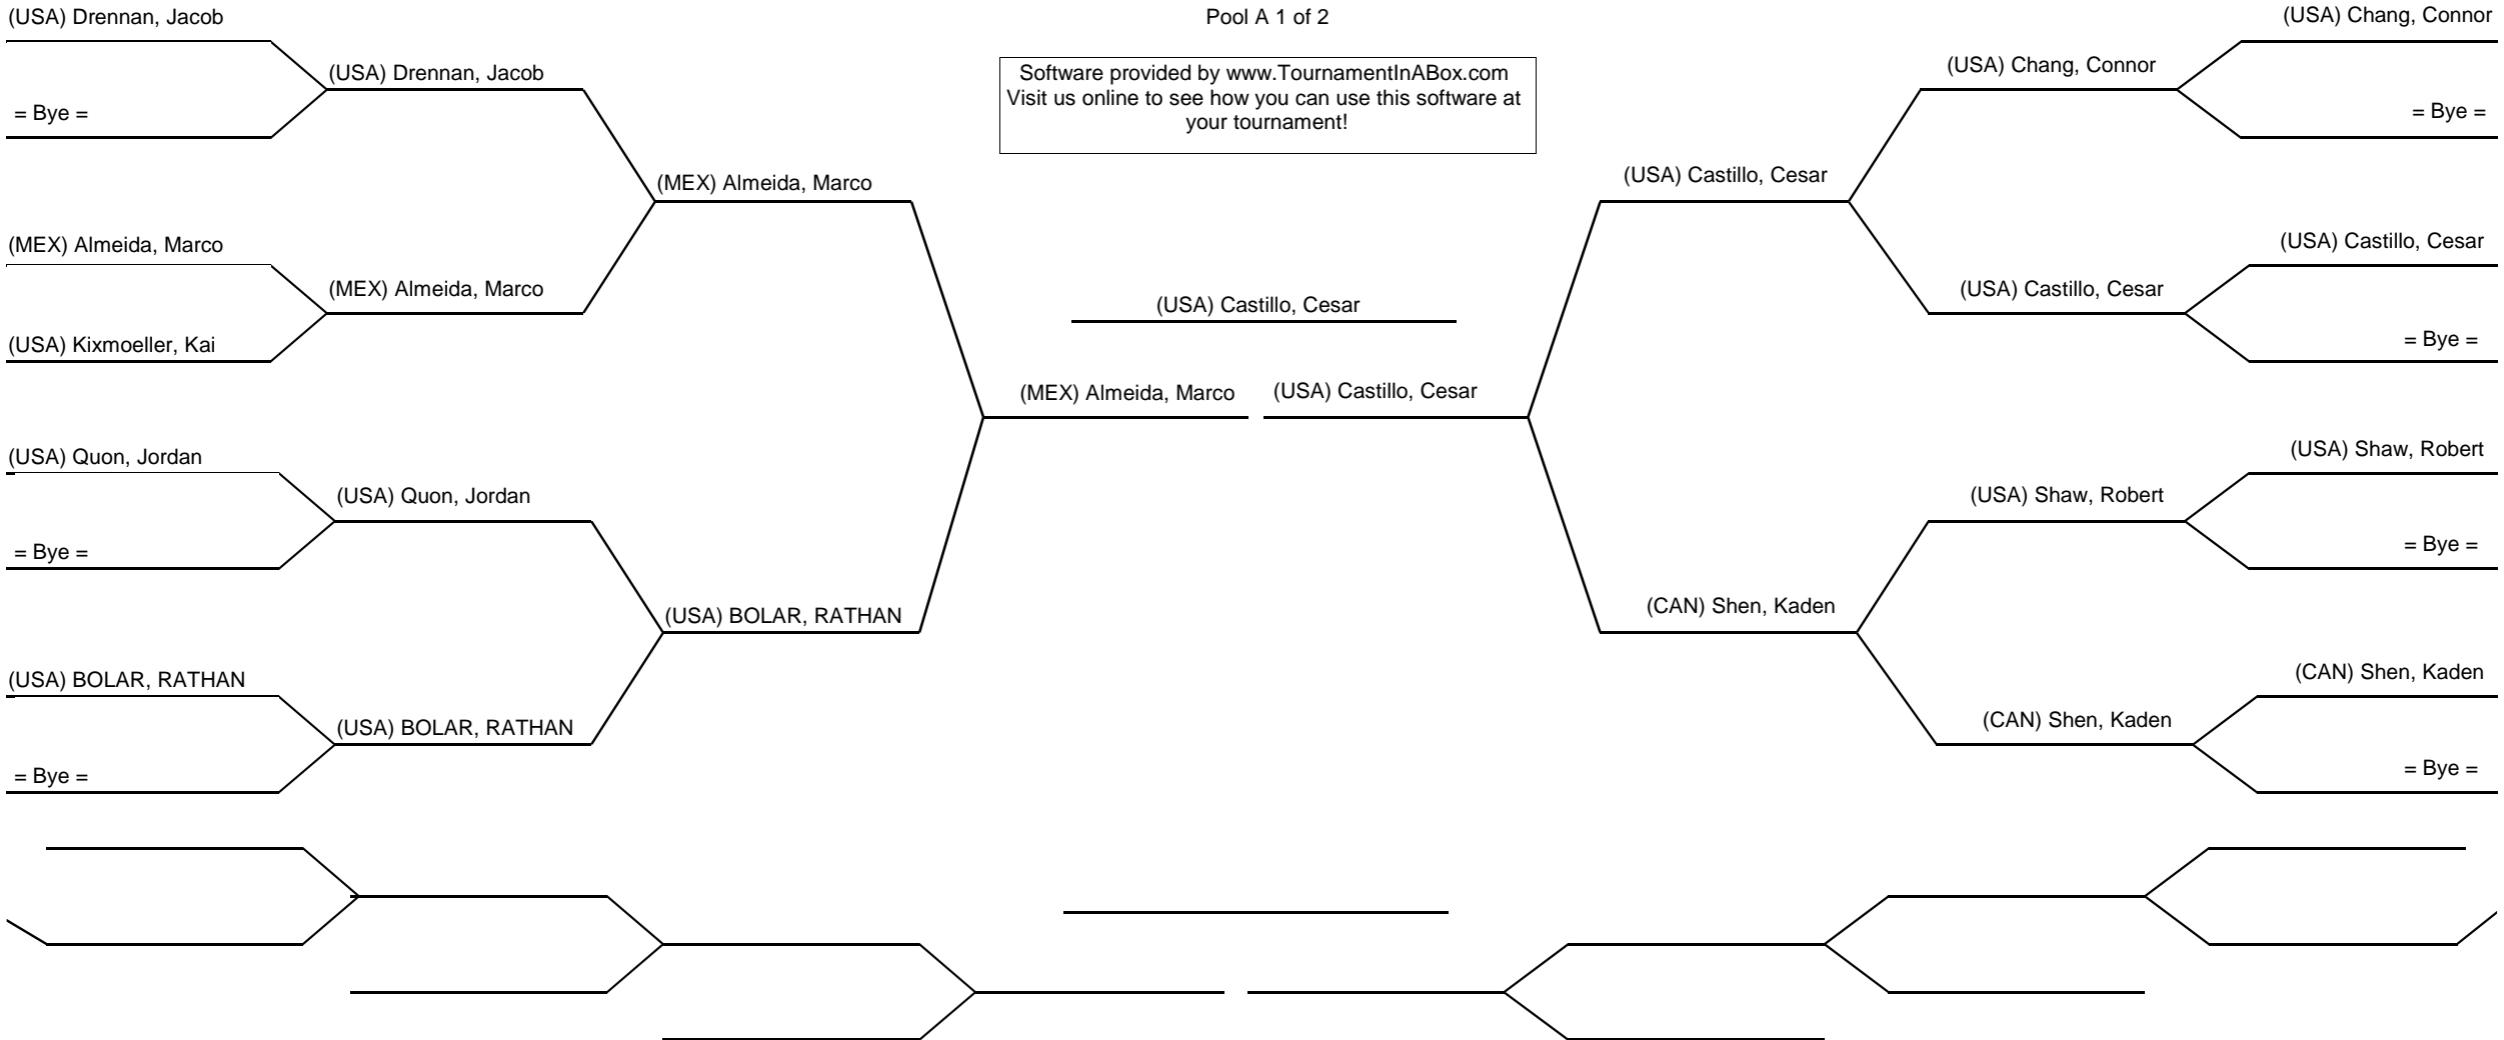 (USA) Drennan, Jacob
Pool A 1 of 2
(USA) Chang, Connor
(USA) Drennan, Jacob
Software provided by www.TournamentInABox.com
Visit us online to see how you can use this software at
your tournament!
(USA) Chang, Connor
= Bye =
= Bye =
(MEX) Almeida, Marco
(USA) Castillo, Cesar
(MEX) Almeida, Marco
(USA) Castillo, Cesar
(MEX) Almeida, Marco
(USA) Castillo, Cesar
(USA) Castillo, Cesar
(USA) Kixmoeller, Kai
= Bye =
(MEX) Almeida, Marco
(USA) Castillo, Cesar
(USA) Quon, Jordan
(USA) Shaw, Robert
(USA) Quon, Jordan
(USA) Shaw, Robert
= Bye =
= Bye =
(USA) BOLAR, RATHAN
(CAN) Shen, Kaden
(USA) BOLAR, RATHAN
(CAN) Shen, Kaden
(USA) BOLAR, RATHAN
(CAN) Shen, Kaden
= Bye =
= Bye =